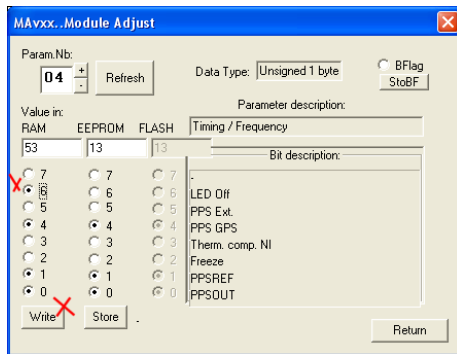 MAvxx..Module Adjust
Param.Nb:
04 + - Refresh
Data Type: Unsigned 1 byte
BFlag
StoBF
Value in:
RAM EEPROM FLASH
53 13 13
Parameter description:
Timing / Frequency
Bit description:
7 7 7 -
6 6 6 LED Off
5 5 5 PPS Ext.
4 4 4 PPS GPS
3 3 3 Therm. comp. NI
2 2 2 Freeze
1 1 1 PPSREF
0 0 0 PPSOUT
Write Store -
Return